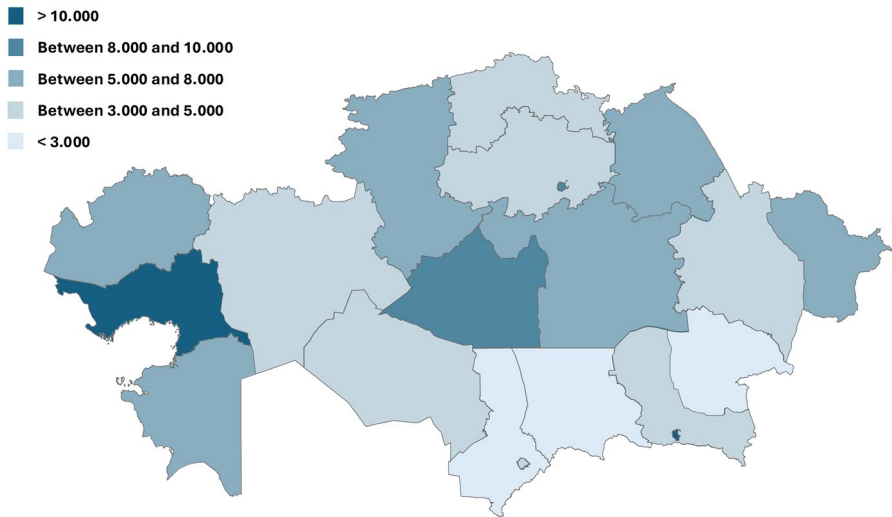 > 10.000
Between 8.000 and 10.000
Between 5.000 and 8.000
Between 3.000 and 5.000
< 3.000